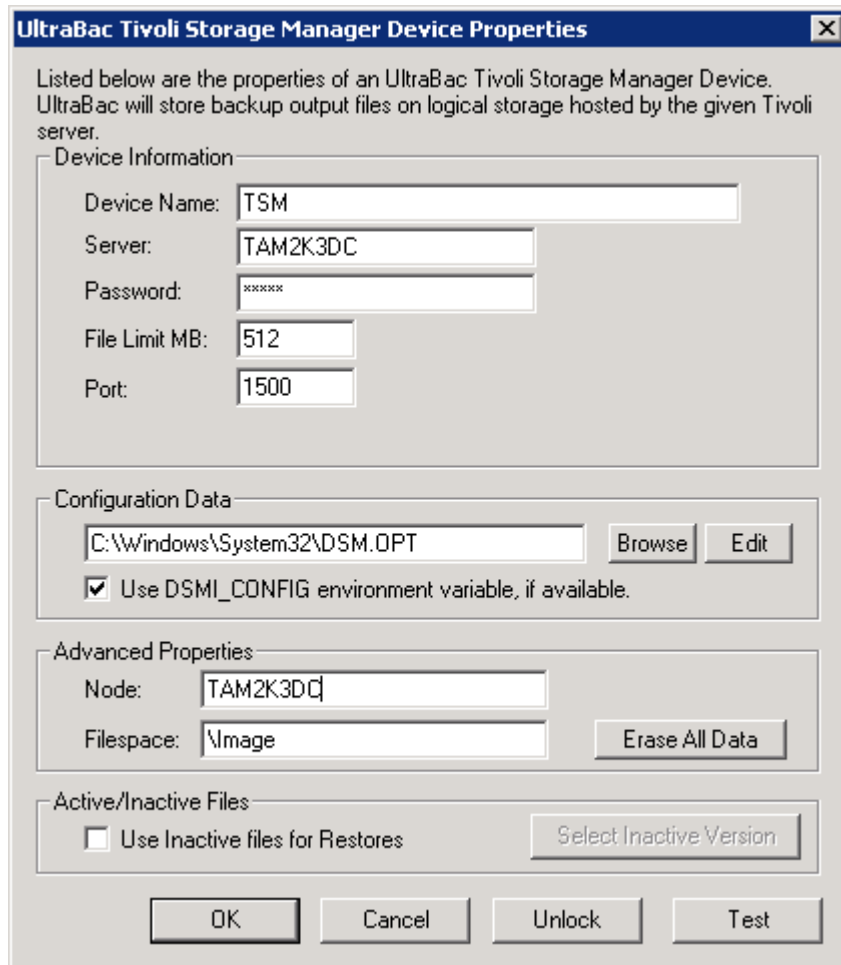 UltraBac Tivoli Storage Manager Device Properties
Listed below are the properties of an UltraBac Tivoli Storage Manager Device.
UltraBac will store backup output files on logical storage hosted by the given Tivoli
server.
Device Information
Device Name: TSM
Server: TAM2K3DC
Password: *****
File Limit MB: 512
Port: 1500
Configuration Data
C:\Windows\System32\DSM.OPT Browse Edit
Use DSMI_CONFIG environment variable, if available.
Advanced Properties
Node: TAM2K3DC
Filespace: \Image Erase All Data
Active/Inactive Files
Use Inactive files for Restores Select Inactive Version
OK Cancel Unlock Test